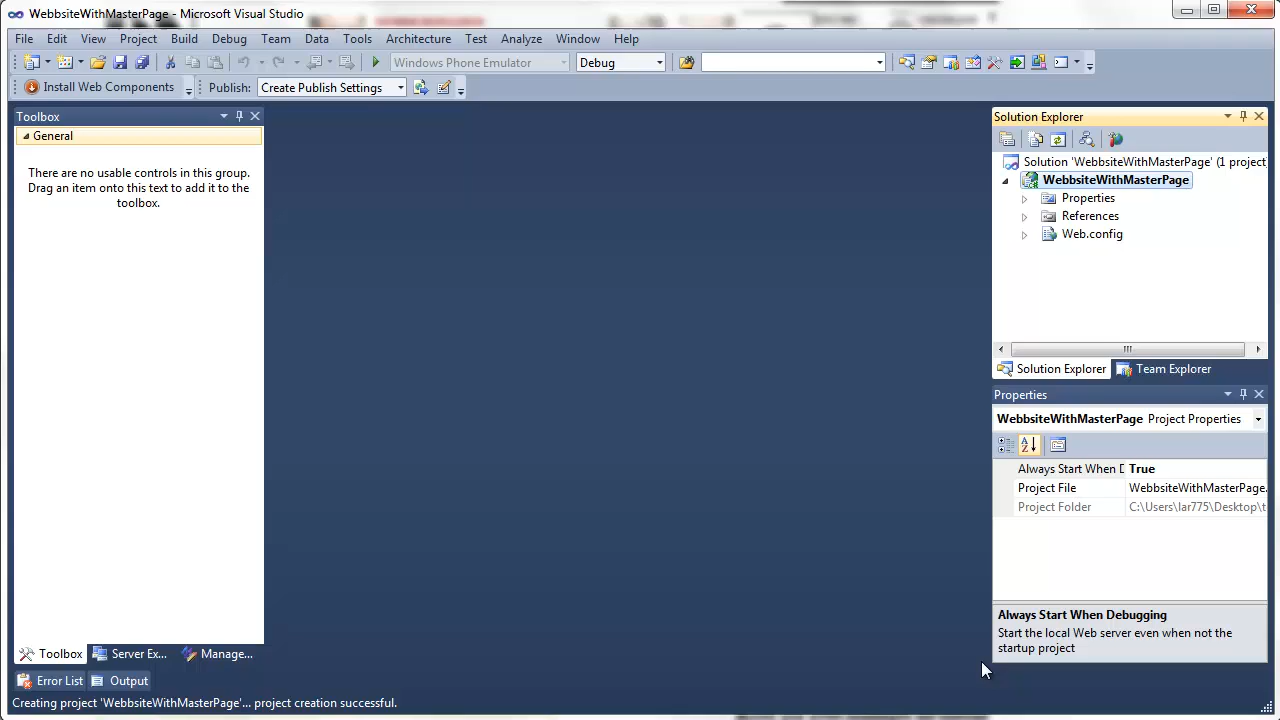 WebbsiteWithMasterPage - Microsoft Visual Studio
File Edit View Project Build Debug Team Data Tools Architecture Test Analyze Window Help
Windows Phone Emulator Debug
Install Web Components Publish: Create Publish Settings
Toolbox
General
There are no usable controls in this group.
Drag an item onto this text to add it to the
toolbox.
Toolbox Server Ex... Manage...
Solution Explorer
Solution 'WebbsiteWithMasterPage' (1 project
WebbsiteWithMasterPage
Properties
References
Web.config
Solution Explorer Team Explorer
Properties
WebbsiteWithMasterPage Project Properties
Always Start When D True
Project File WebbsiteWithMasterPage.
Project Folder C:\Users\lar775\Desktop\t
Always Start When Debugging
Start the local Web server even when not the
startup project
Error List Output
Creating project 'WebbsiteWithMasterPage'... project creation successful.